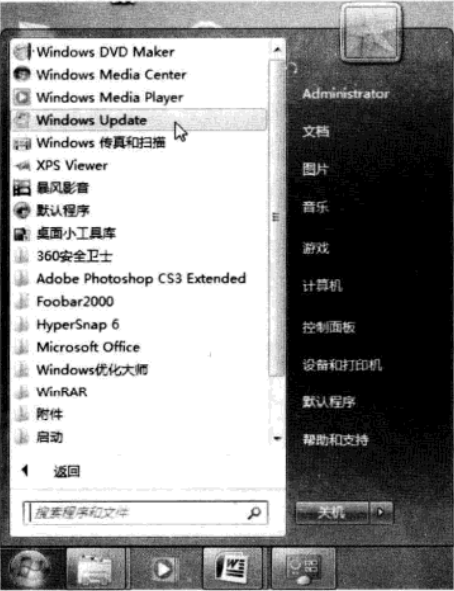 Windows DVD Maker
Windows Media Center
Windows Media Player
Windows Update
Windows 传真和扫描
XPS Viewer
暴风影音
默认程序
桌面小工具库
360安全卫士
Adobe Photoshop CS3 Extended
Foobar2000
HyperSnap 6
Microsoft Office
Windows优化大师
WinRAR
附件
启动
返回
搜索程序和文件
Administrator
文档
图片
音乐
游戏
计算机
控制面板
设备和打印机
默认程序
帮助和支持
关机